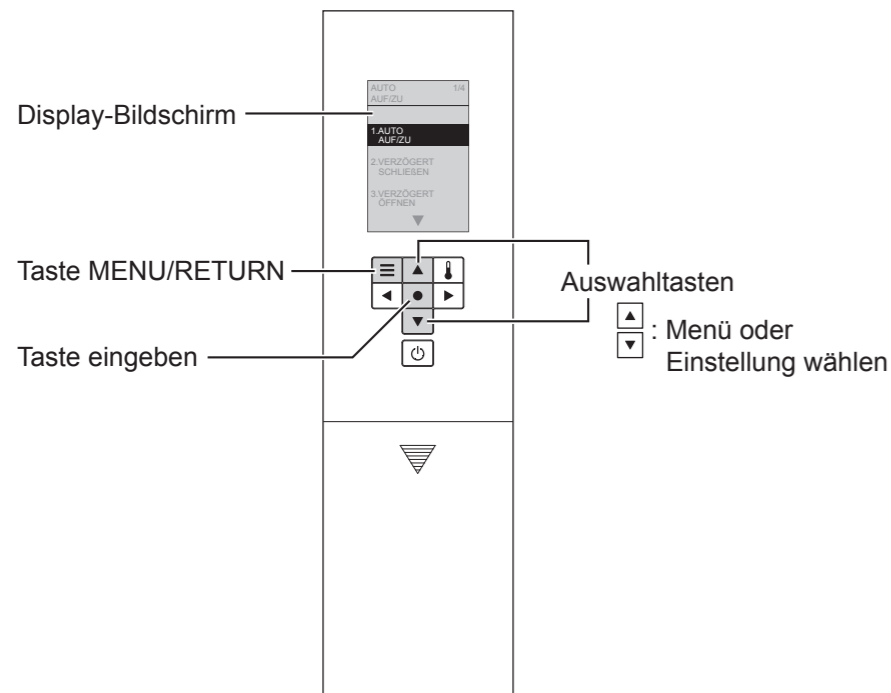 AUTO 1/4
AUF/ZU
1.AUTO
AUF/ZU
2.VERZÖGERT
SCHLIEßEN
3.VERZÖGERT
ÖFFNEN
Display-Bildschirm
Taste MENU/RETURN
Taste eingeben
Auswahltasten
: Menü oder
Einstellung wählen